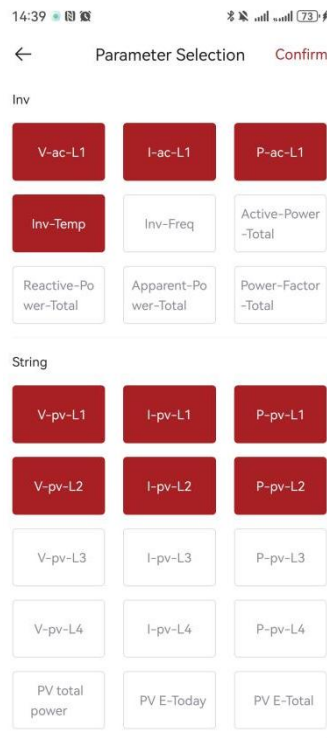 14:39 73
Parameter Selection Confirm
Inv
V-ac-L1 I-ac-L1 P-ac-L1
Inv-Temp Inv-Freq Active-Power
-Total
Reactive-Po Apparent-Po Power-Factor
wer-Total wer-Total -Total
String
V-pv-L1 I-pv-L1 P-pv-L1
V-pv-L2 I-pv-L2 P-pv-L2
V-pv-L3 I-pv-L3 P-pv-L3
V-pv-L4 I-pv-L4 P-pv-L4
PV total
power PV E-Today PV E-Total